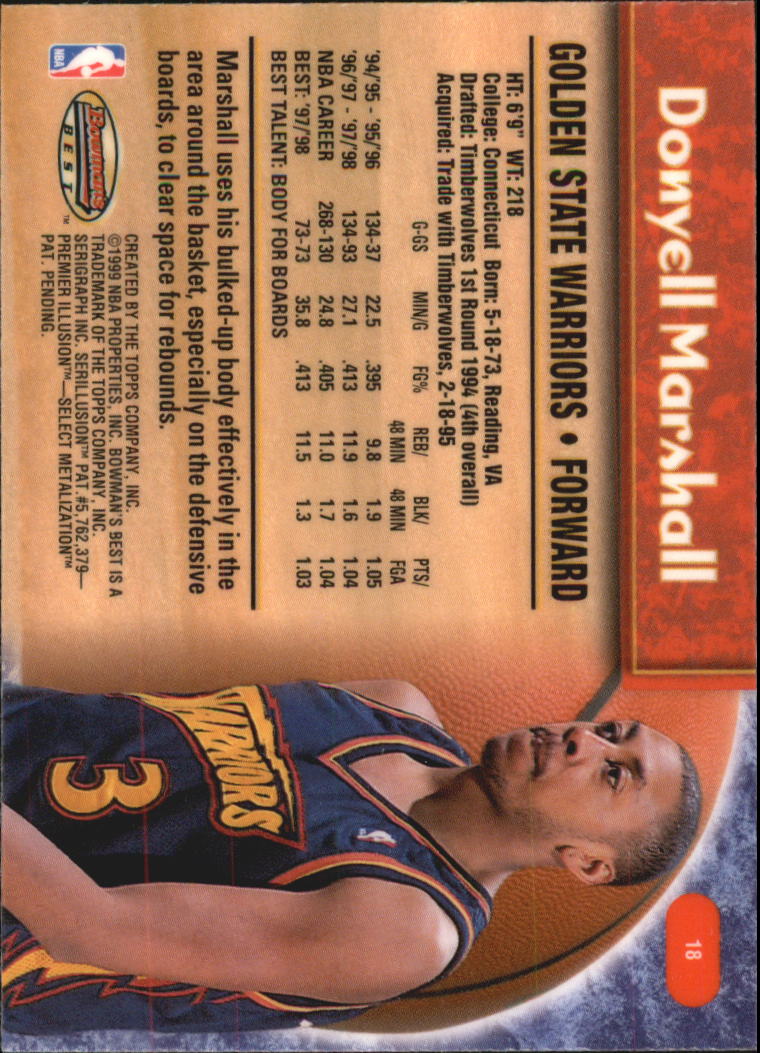 Donyell Marshall
18
GOLDEN STATE WARRIORS • FORWARD
HT: 6'9" WT: 218
College: Connecticut Born: 5-18-73, Reading, VA
Drafted: Timberwolves 1st Round 1994 (4th overall)
Acquired: Trade with Timberwolves, 2-18-95
REB/ BLK/ PTS/
G-GS MIN/G FG% 48 MIN 48 MIN FGA
'94/'95 - '95/'96 134-37 22.5 .395 9.8 1.9 1.05
'96/'97 - '97/'98 134-93 27.1 .413 11.9 1.6 1.04
NBA CAREER 268-130 24.8 .405 11.0 1.7 1.04
BEST: '97/'98 73-73 35.8 .413 11.5 1.3 1.03
BEST TALENT: BODY FOR BOARDS
Marshall uses his bulked-up body effectively in the
area around the basket, especially on the defensive
boards, to clear space for rebounds.
NBA
Bowman's
BEST™
CREATED BY THE TOPPS COMPANY, INC.
©1999 NBA PROPERTIES, INC. BOWMAN'S BEST IS A
TRADEMARK OF THE TOPPS COMPANY, INC.
SERIGRAPH INC. SERILLUSION™ PAT. #5,762,379—
PREMIER ILLUSION™—SELECT METALIZATION™
PAT. PENDING.
WARRIORS
3